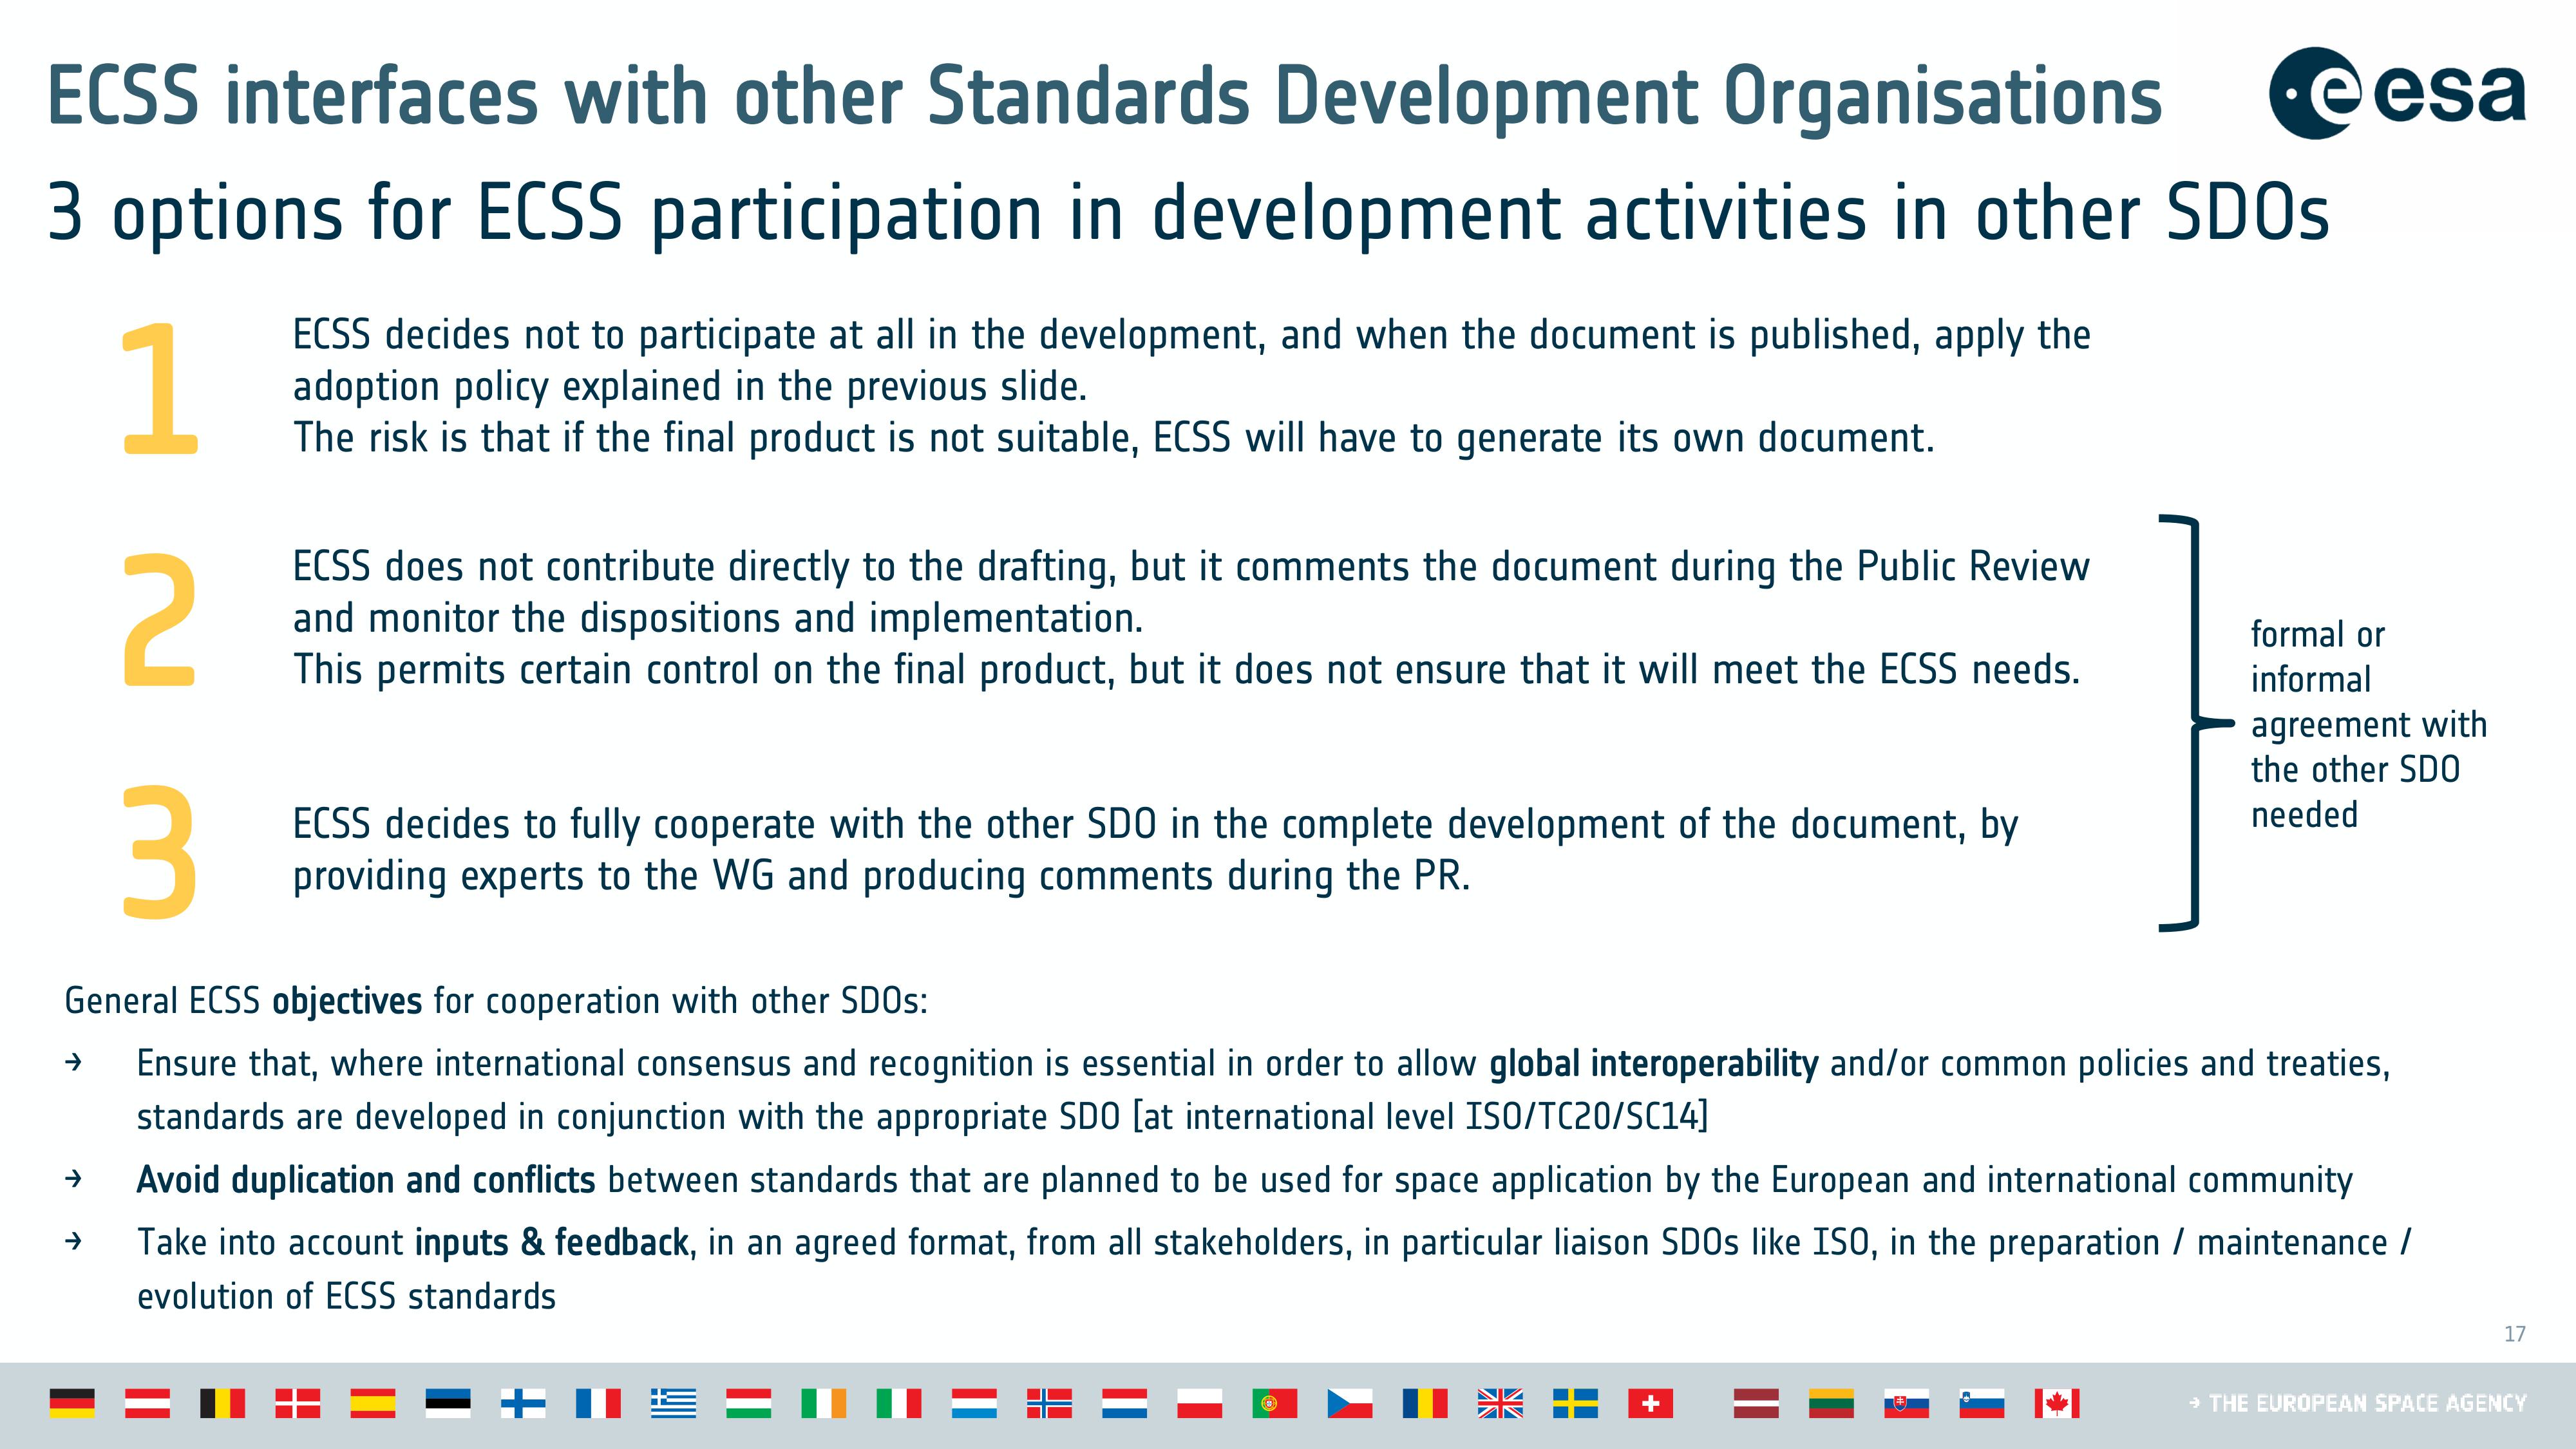 ECSS interfaces with other Standards Development Organisations
esa
3 options for ECSS participation in development activities in other SDOs
1
ECSS decides not to participate at all in the development, and when the document is published, apply the
adoption policy explained in the previous slide.
The risk is that if the final product is not suitable, ECSS will have to generate its own document.
2
ECSS does not contribute directly to the drafting, but it comments the document during the Public Review
and monitor the dispositions and implementation.
This permits certain control on the final product, but it does not ensure that it will meet the ECSS needs.
3
ECSS decides to fully cooperate with the other SDO in the complete development of the document, by
providing experts to the WG and producing comments during the PR.
formal or
informal
agreement with
the other SDO
needed
General ECSS objectives for cooperation with other SDOs:
→ Ensure that, where international consensus and recognition is essential in order to allow global interoperability and/or common policies and treaties,
standards are developed in conjunction with the appropriate SDO [at international level ISO/TC20/SC14]
→ Avoid duplication and conflicts between standards that are planned to be used for space application by the European and international community
→ Take into account inputs & feedback, in an agreed format, from all stakeholders, in particular liaison SDOs like ISO, in the preparation / maintenance /
evolution of ECSS standards
17
→ THE EUROPEAN SPACE AGENCY